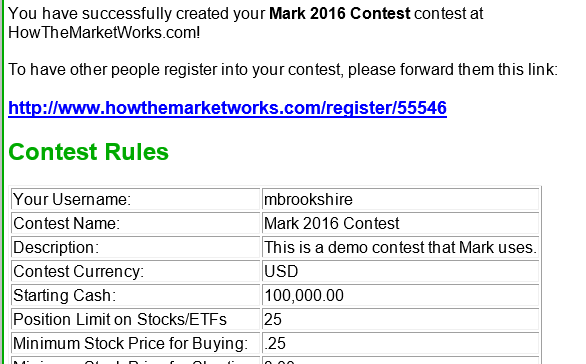 You have successfully created your Mark 2016 Contest contest at
HowTheMarketWorks.com!
To have other people register into your contest, please forward them this link:
http://www.howthemarketworks.com/register/55546
Contest Rules
Your Username: mbrookshire
Contest Name: Mark 2016 Contest
Description: This is a demo contest that Mark uses.
Contest Currency: USD
Starting Cash: 100,000.00
Position Limit on Stocks/ETFs 25
Minimum Stock Price for Buying: .25